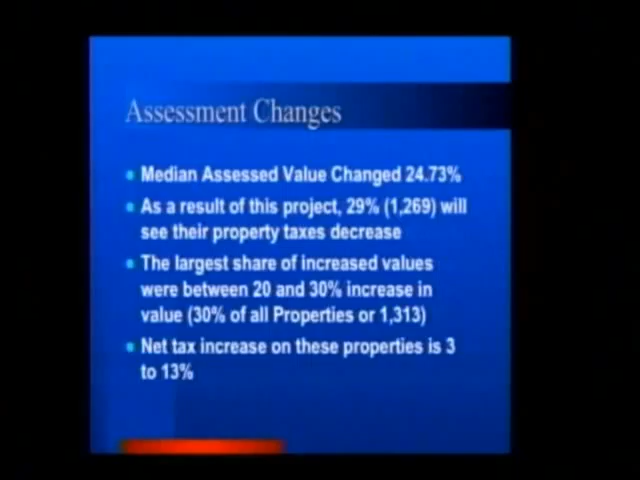 Assessment Changes
Median Assessed Value Changed 24.73%
As a result of this project, 29% (1,269) will
see their property taxes decrease
The largest share of increased values
were between 20 and 30% increase in
value (30% of all Properties or 1,313)
Net tax increase on these properties is 3
to 13%